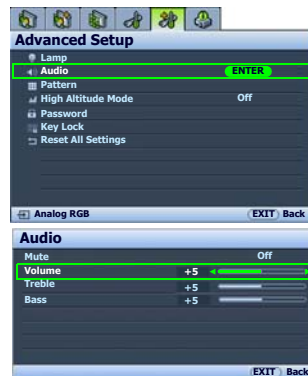 Advanced Setup
Lamp
Audio ENTER
Pattern
High Altitude Mode Off
Password
Key Lock
Reset All Settings
Analog RGB EXIT Back
Audio
Mute Off
Volume +5
Treble +5
Bass +5
EXIT Back